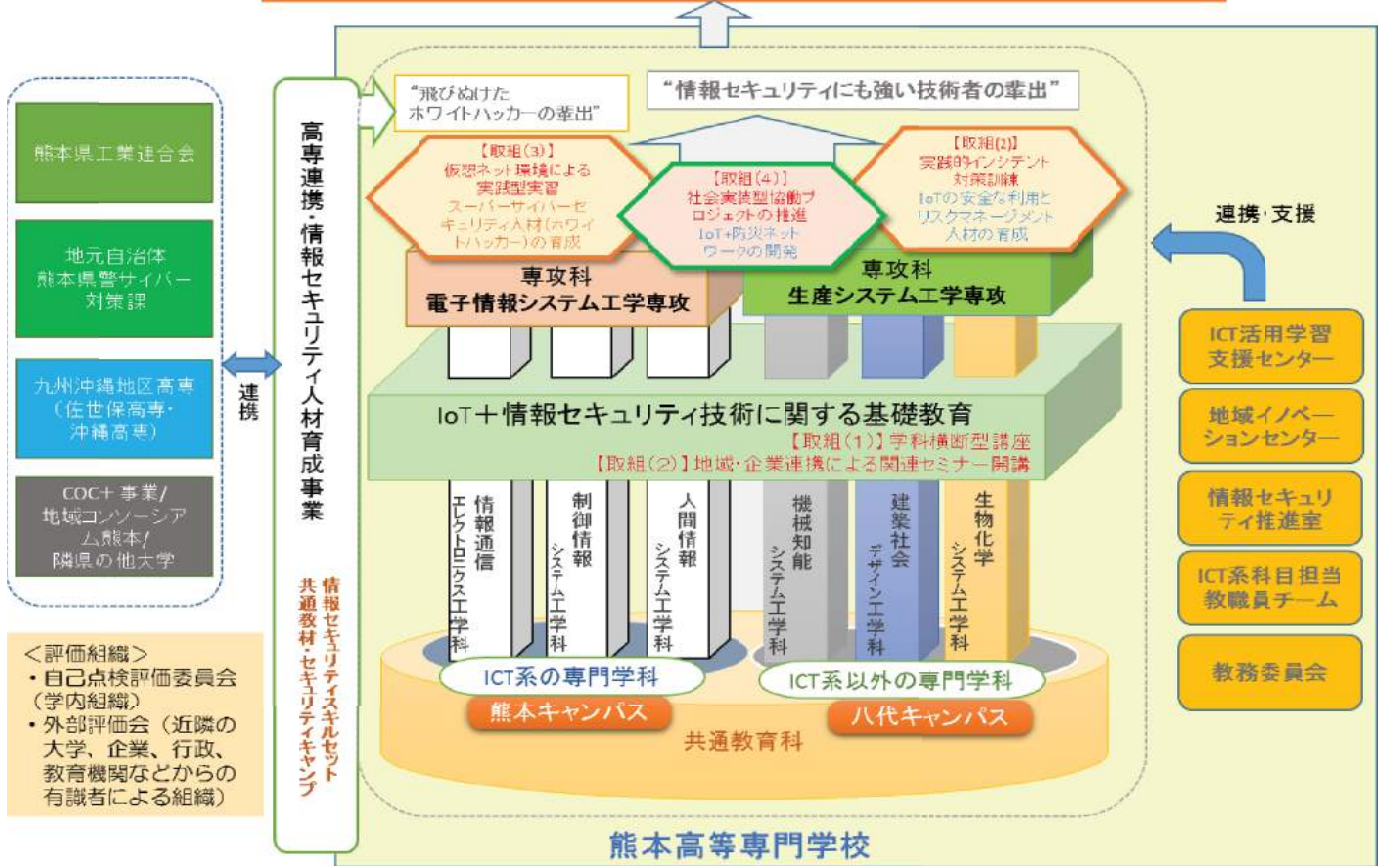 熊本県工業連合会
地元自治体
熊本県警サイバー
対策課
九州沖縄地区高専
(佐世保高専・
沖縄高専)
COC+ 事業/
地域コンソーシア
ム熊本/
隣県の他大学
連携
<評価組織>
・自己点検評価委員会
(学内組織)
・外部評価会(近隣の
大学、企業、行政、
教育機関などからの
有識者による組織)
高専連携・情報セキュリティ人材育成事業
情報セキュリティスキルセット
共通教材・セキュリティキャンプ
“飛びぬけた
ホワイトハッカーの輩出”
“情報セキュリティにも強い技術者の輩出”
【取組(3)】
仮想ネット環境による
実践型実習
スーパーサイバーセ
キュリティ人材(ホワイ
トハッカー)の育成
【取組(4)】
社会実装型協働プ
ロジェクトの推進
IoT+防災ネット
ワークの開発
【取組(2)】
実践的インシデント
対策訓練
IoTの安全な利用と
リスクマネージメント
人材の育成
専攻科
電子情報システム工学専攻
専攻科
生産システム工学専攻
IoT+情報セキュリティ技術に関する基礎教育
【取組(1)】学科横断型講座
【取組(2)】地域・企業連携による関連セミナー開講
情報通信
エレクトロニクス工学科
制御情報
システム工学科
人間情報
システム工学科
機械知能
システム工学科
建築社会
デザイン工学科
生物化学
システム工学科
ICT系の専門学科
熊本キャンパス
ICT系以外の専門学科
八代キャンパス
共通教育科
熊本高等専門学校
連携・支援
ICT活用学習
支援センター
地域イノベー
ションセンター
情報セキュリ
ティ推進室
ICT系科目担当
教職員チーム
教務委員会